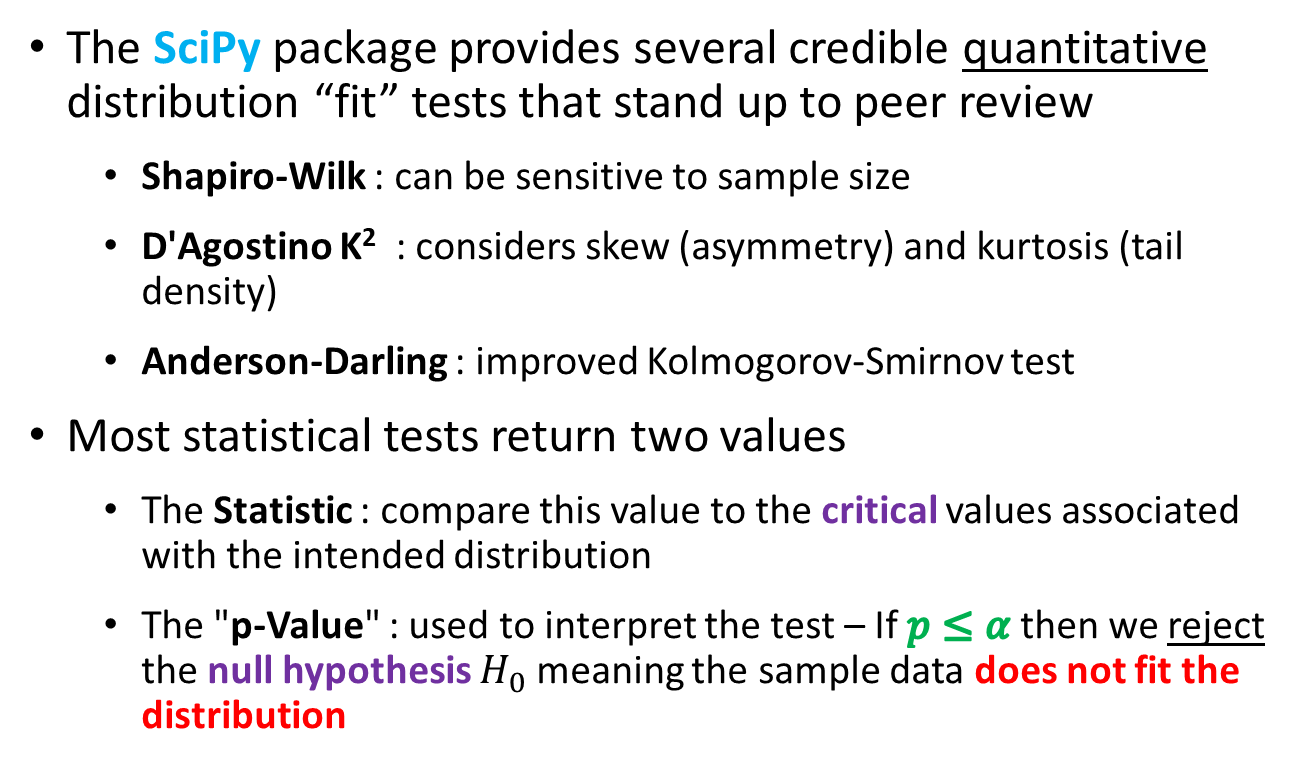 • The SciPy package provides several credible quantitative
distribution “fit” tests that stand up to peer review
• Shapiro-Wilk : can be sensitive to sample size
• D'Agostino K² : considers skew (asymmetry) and kurtosis (tail
density)
• Anderson-Darling : improved Kolmogorov-Smirnov test
• Most statistical tests return two values
• The Statistic : compare this value to the critical values associated
with the intended distribution
• The "p-Value" : used to interpret the test – If p ≤ α then we reject
the null hypothesis H₀ meaning the sample data does not fit the
distribution